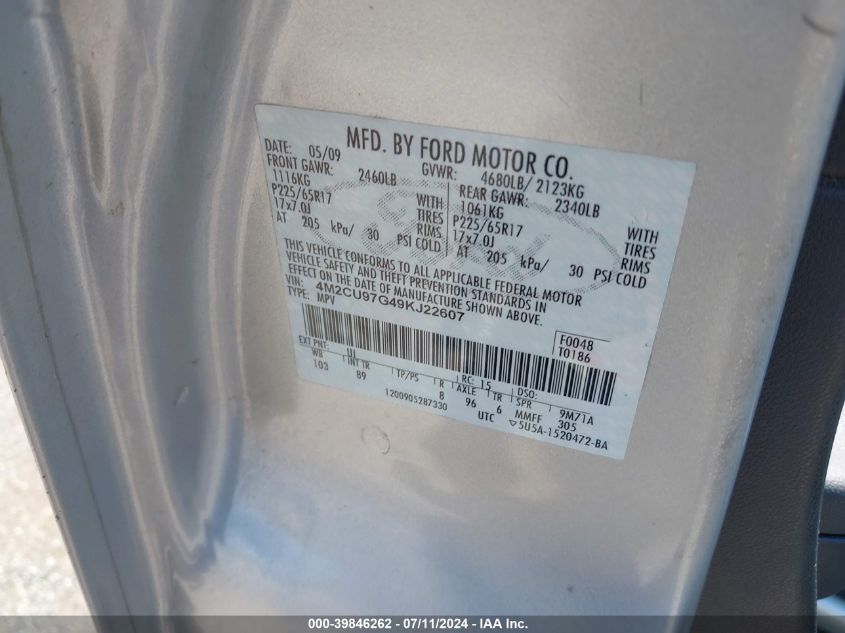 MFD. BY FORD MOTOR CO.
DATE: 05/09 GVWR: 4680LB/ 2123KG
FRONT GAWR: 2460LB REAR GAWR: 2340LB
1116KG WITH 1061KG WITH
P225/65R17 TIRES P225/65R17 TIRES
17x7.0J RIMS 17x7.0J RIMS
AT 205 kPa/ 30 PSI COLD AT 205 kPa/ 30 PSI COLD
THIS VEHICLE CONFORMS TO ALL APPLICABLE FEDERAL MOTOR
VEHICLE SAFETY AND THEFT PREVENTION STANDARDS IN
EFFECT ON THE DATE OF MANUFACTURE SHOWN ABOVE.
VIN: 4M2CU97G49KJ22607
TYPE: MPV
F0048
T0186
EXT PNT: UJ RC: 15 DSO:
WB INT TR TP/PS R AXLE TR SPR 9M71A
103 89 8 96 6 MMFF 305
1200905287330 UTC ▽5U5A-1520472-BA
000-39846262 - 07/11/2024 - IAA Inc.